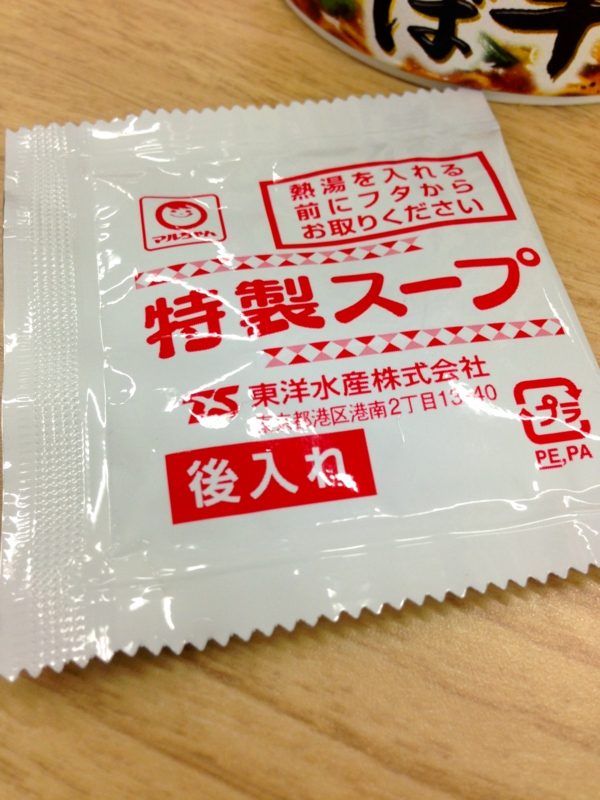 ば辛
熱湯を入れる
前にフタから
お取りください
マルちゃん
特製スープ
TS 東洋水産株式会社
東京都港区港南2丁目13-40
プラ
PE,PA
後入れ